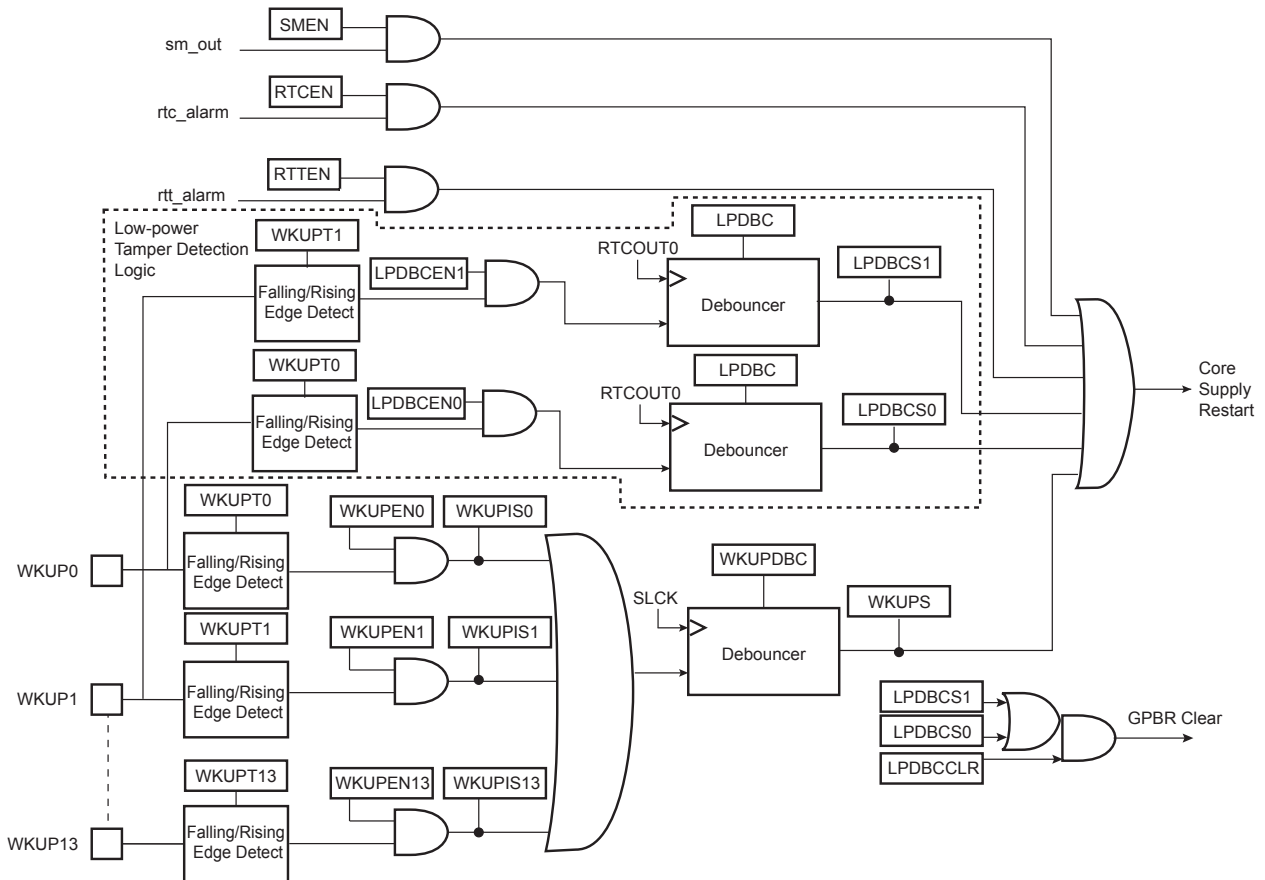 SMEN
sm_out
RTCEN
rtc_alarm
RTTEN
rtt_alarm
Low-power
Tamper Detection
Logic
WKUPT1
Falling/Rising
Edge Detect
LPDBCEN1
RTCOUT0
LPDBC
Debouncer
LPDBCS1
WKUPT0
Falling/Rising
Edge Detect
LPDBCEN0
RTCOUT0
LPDBC
Debouncer
LPDBCS0
Core
Supply
Restart
WKUP0
WKUPT0
Falling/Rising
Edge Detect
WKUPEN0
WKUPIS0
WKUP1
WKUPT1
Falling/Rising
Edge Detect
WKUPEN1
WKUPIS1
SLCK
WKUPDBC
Debouncer
WKUPS
WKUP13
WKUPT13
Falling/Rising
Edge Detect
WKUPEN13
WKUPIS13
LPDBCS1
LPDBCS0
LPDBCCLR
GPBR Clear